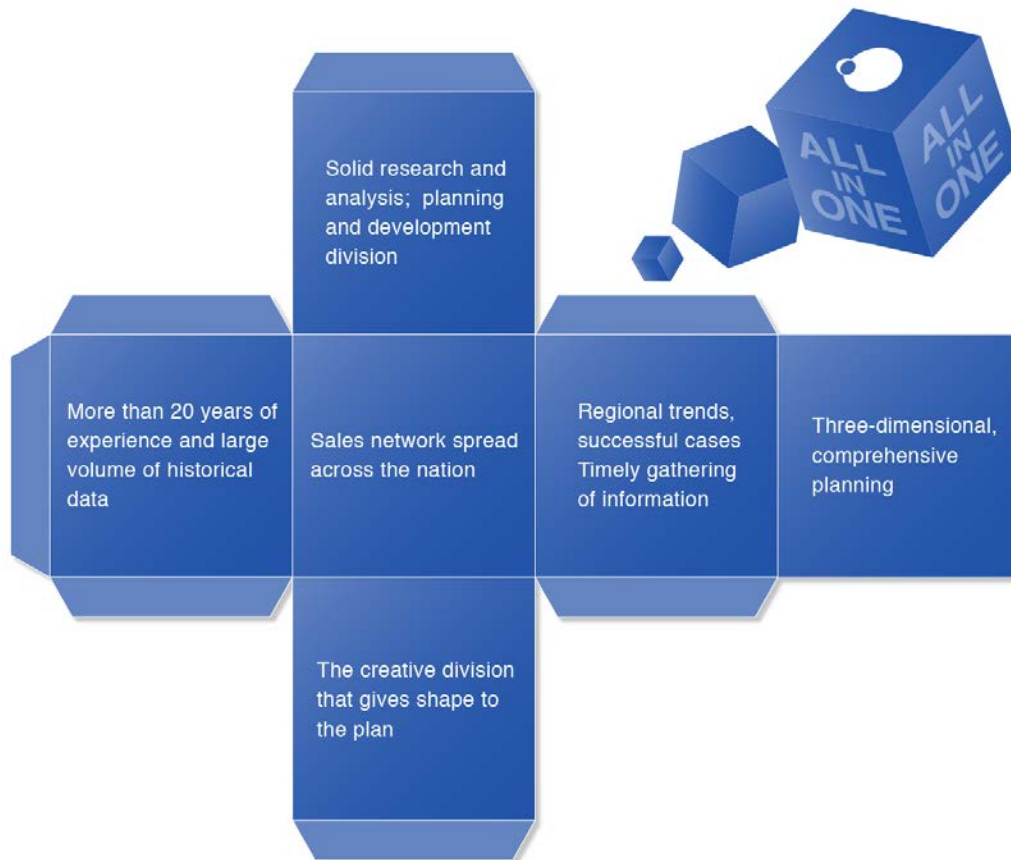 ALL
IN
ONE
ALL
IN
ONE
Solid research and
analysis;  planning
and development
division
More than 20 years of
experience and large
volume of historical
data
Sales network spread
across the nation
Regional trends,
successful cases
Timely gathering
of information
Three-dimensional,
comprehensive
planning
The creative division
that gives shape to
the plan